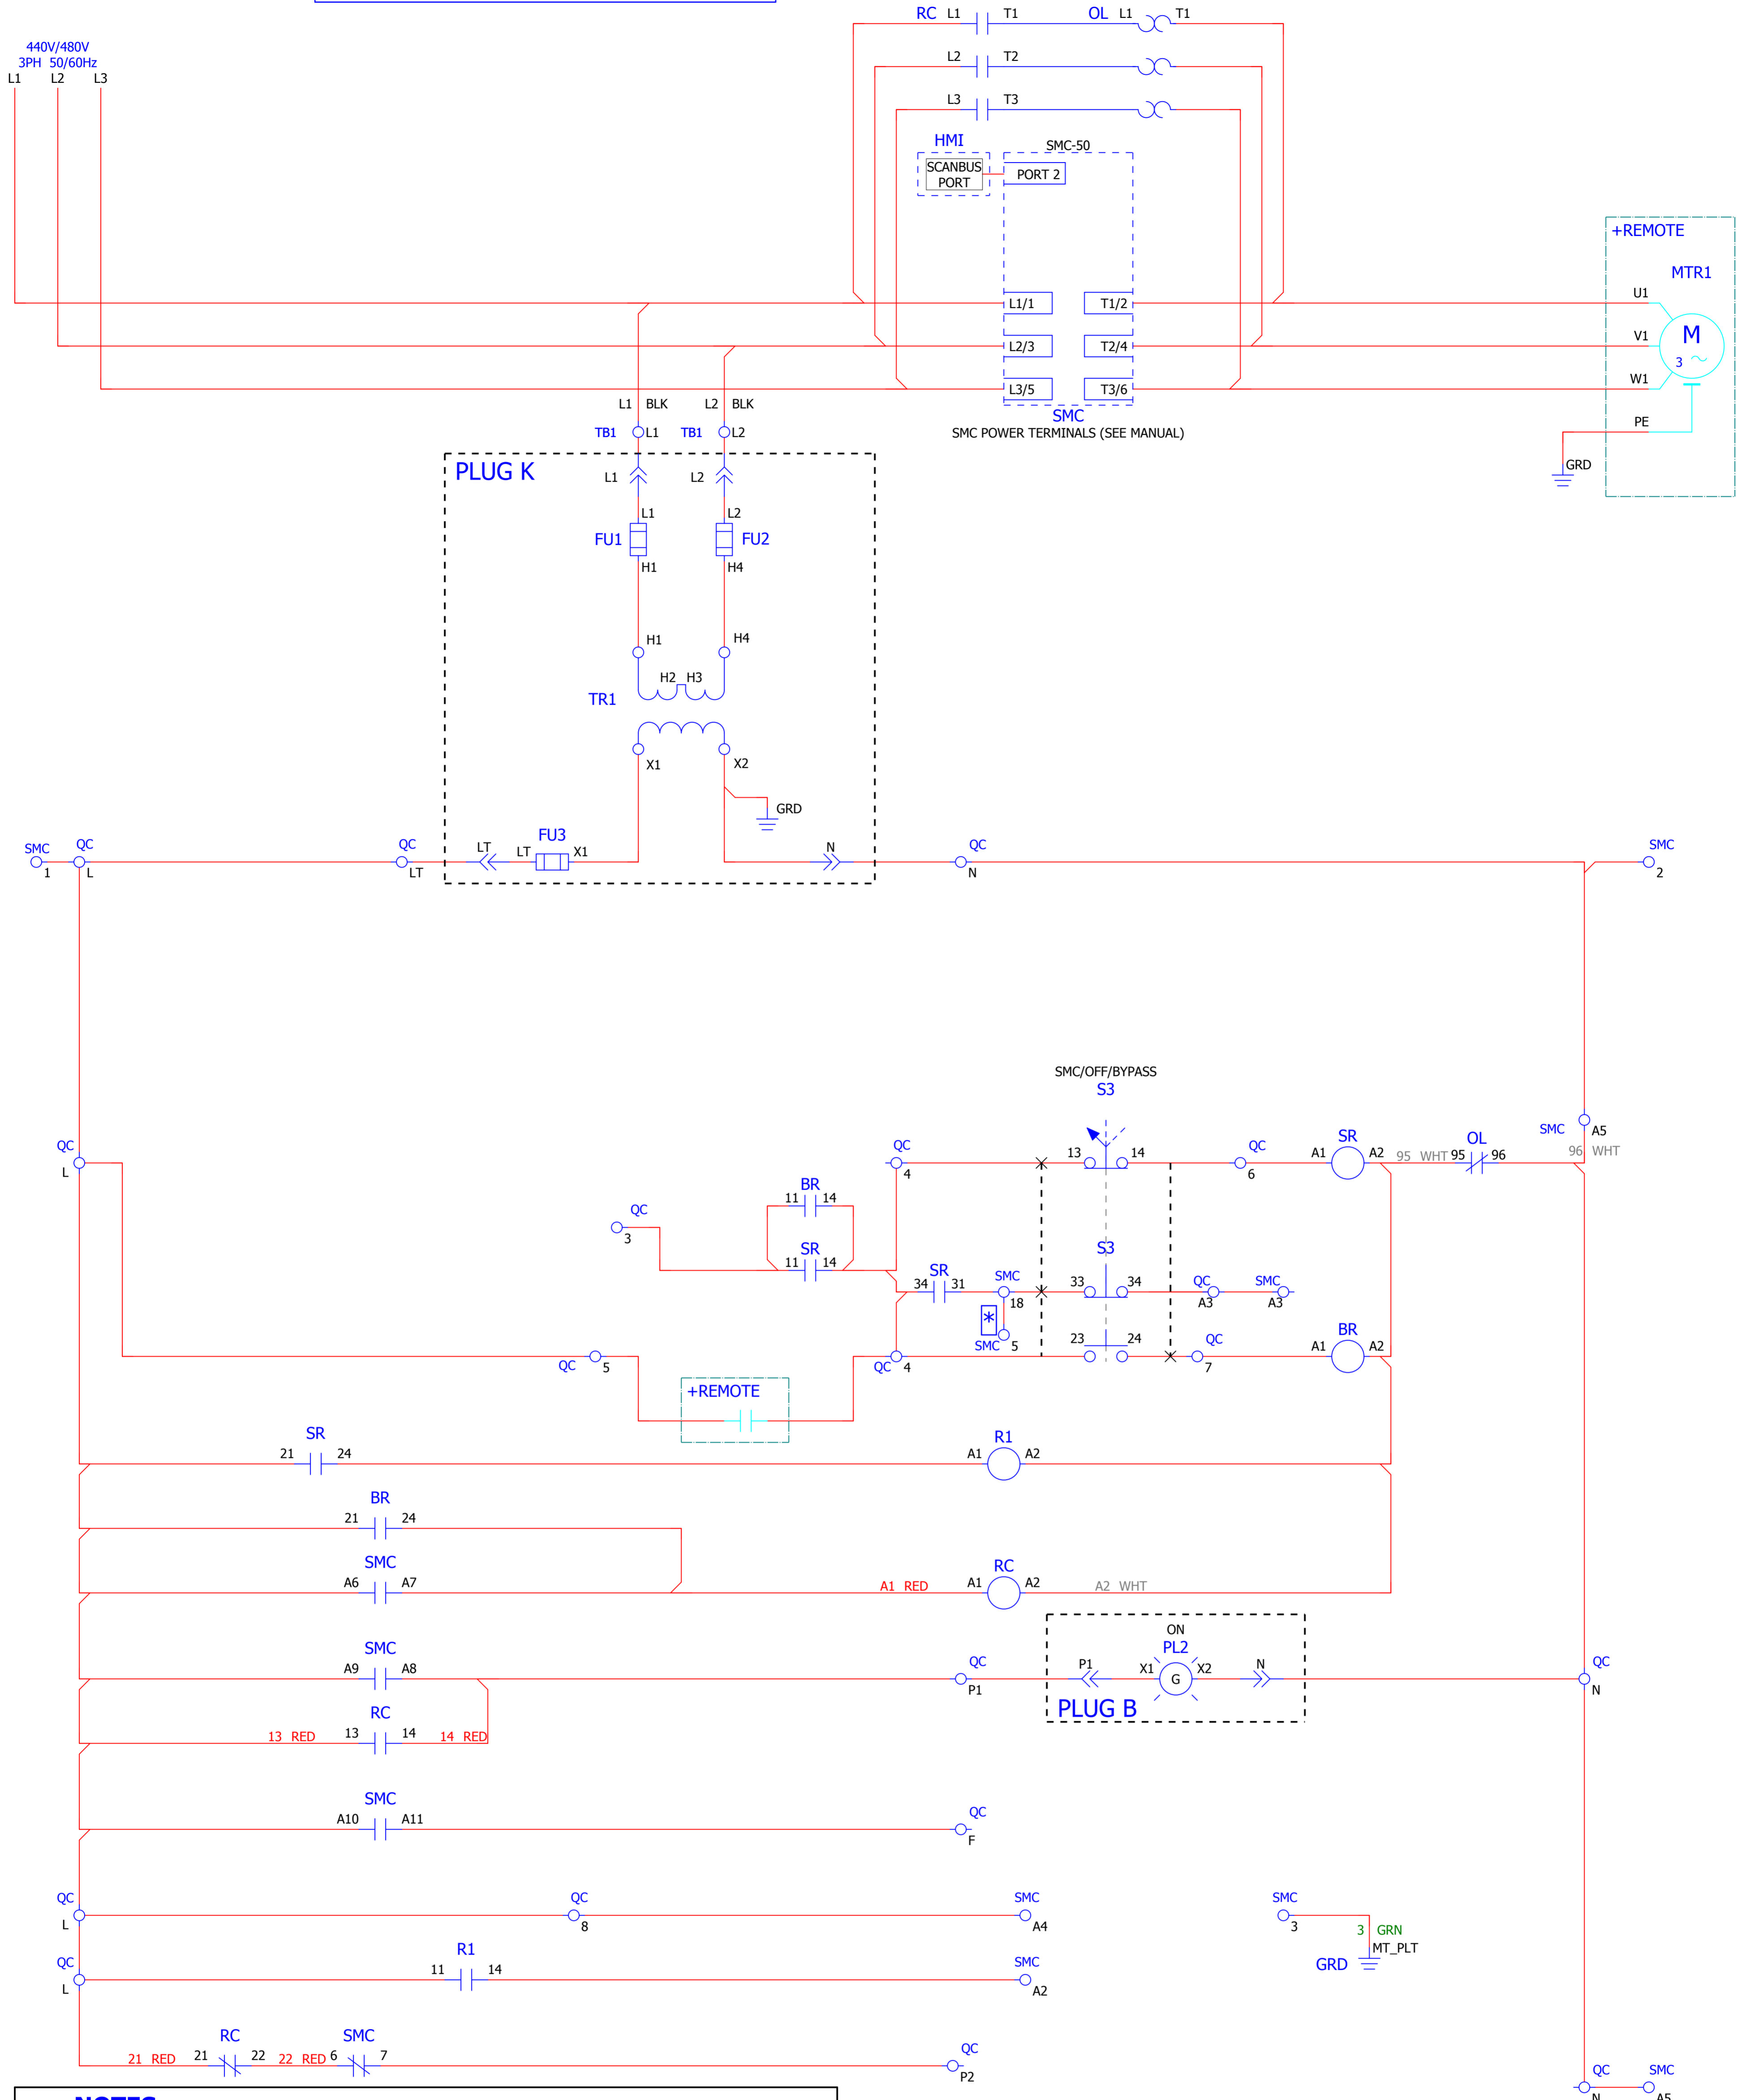 RC L1 T1 OL L1 T1
440V/480V
3PH 50/60Hz
L1 L2 L3
L2 T2
L3 T3
HMI
SMC-50
SCANBUS
PORT
PORT 2
+REMOTE
MTR1
L1/1 T1/2 U1
L2/3 T2/4 V1
M
3
L3/5 T3/6 W1
SMC
SMC POWER TERMINALS (SEE MANUAL)
PE
GRD
L1 BLK L2 BLK
TB1 L1 TB1 L2
PLUG K
L1 L2
L1 L2
FU1 FU2
H1 H4
H1 H4
H2 H3
TR1
X1 X2
GRD
SMC QC QC FU3 QC SMC
LT LT X1 N
1 L LT N 2
SMC/OFF/BYPASS
S3
SMC A5
QC QC 13 14 QC SR OL
A1 A2 95 WHT 95 96 96 WHT
L 4 6
BR
11 14
QC
3
SR
11 14
S3
SR
34 31
SMC
18
33 34
QC SMC
A3 A3
*
SMC 5
23 24
QC
7
BR
A1 A2
QC 5
QC 4
+REMOTE
SR
21 24
R1
A1 A2
BR
21 24
SMC
A6 A7
A1 RED
RC
A1 A2
A2 WHT
ON
PL2
SMC
A9 A8
QC
P1
P1 X1 G X2 N
QC
N
PLUG B
RC
13 RED 13 14 14 RED
SMC
A10 A11
QC
F
QC QC SMC SMC
L 8 A4 3
3 GRN
MT_PLT
GRD
QC R1 SMC
11 14
L A2
RC SMC
21 RED 21 22 22 RED 6 7
QC
P2
QC SMC
N A5
NOTES